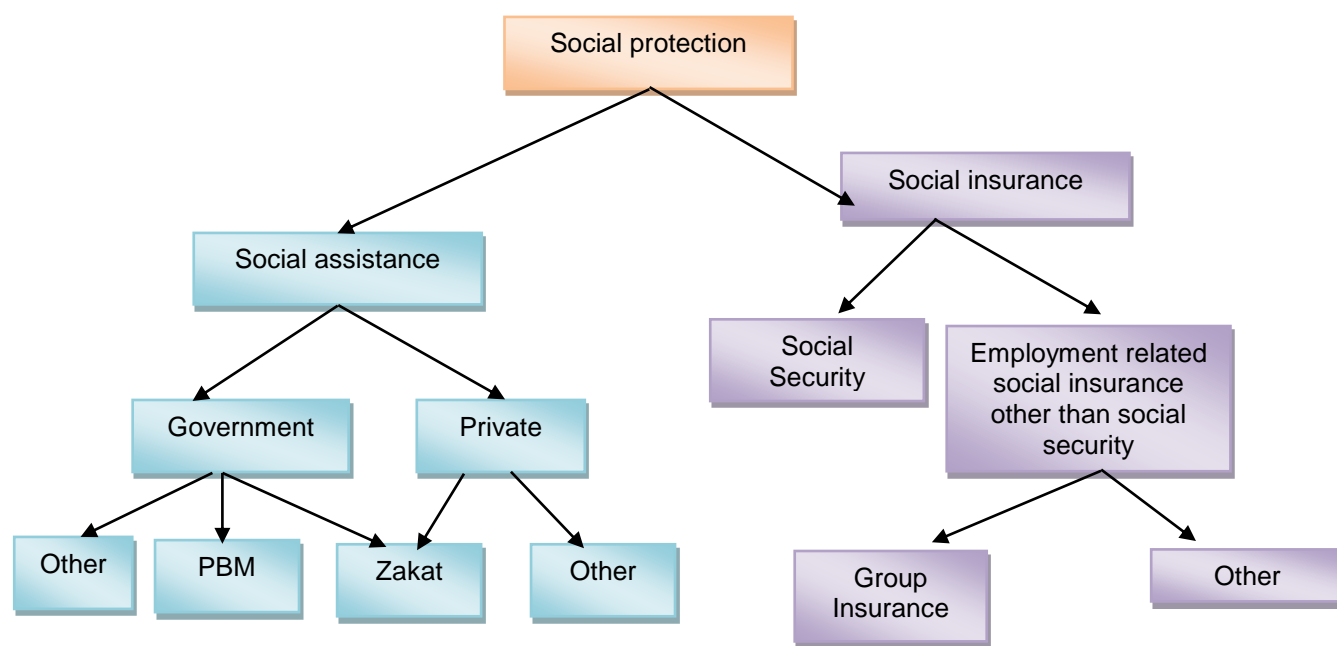 Social protection
Social insurance
Social assistance
Social
Security
Employment related
social insurance
other than social
security
Government
Private
Other
PBM
Zakat
Other
Group
Insurance
Other